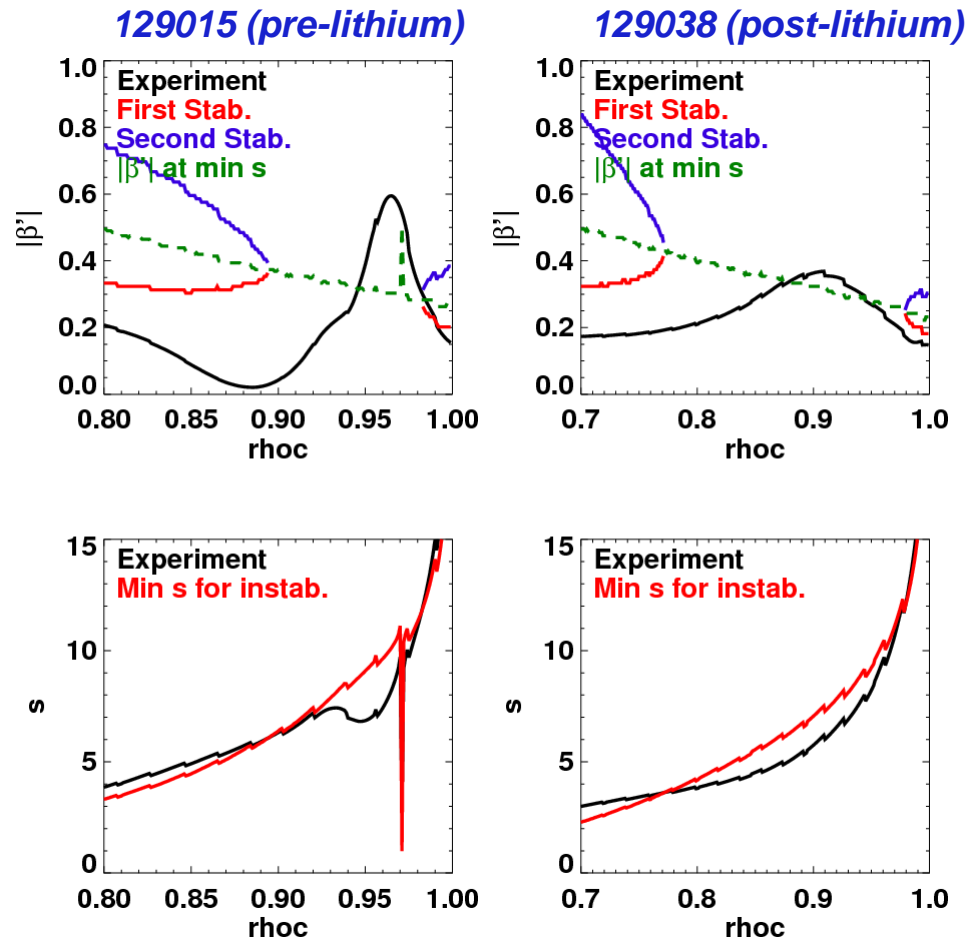 129015 (pre-lithium)
129038 (post-lithium)
1.0
0.8
0.6
0.4
0.2
0.0
|β'|
Experiment
First Stab.
Second Stab.
|β'| at min s
0.80
0.85
0.90
0.95
1.00
rhoc
1.0
0.8
0.6
0.4
0.2
0.0
|β'|
Experiment
First Stab.
Second Stab.
|β'| at min s
0.7
0.8
0.9
1.0
rhoc
15
10
5
0
s
Experiment
Min s for instab.
0.80
0.85
0.90
0.95
1.00
rhoc
15
10
5
0
s
Experiment
Min s for instab.
0.7
0.8
0.9
1.0
rhoc